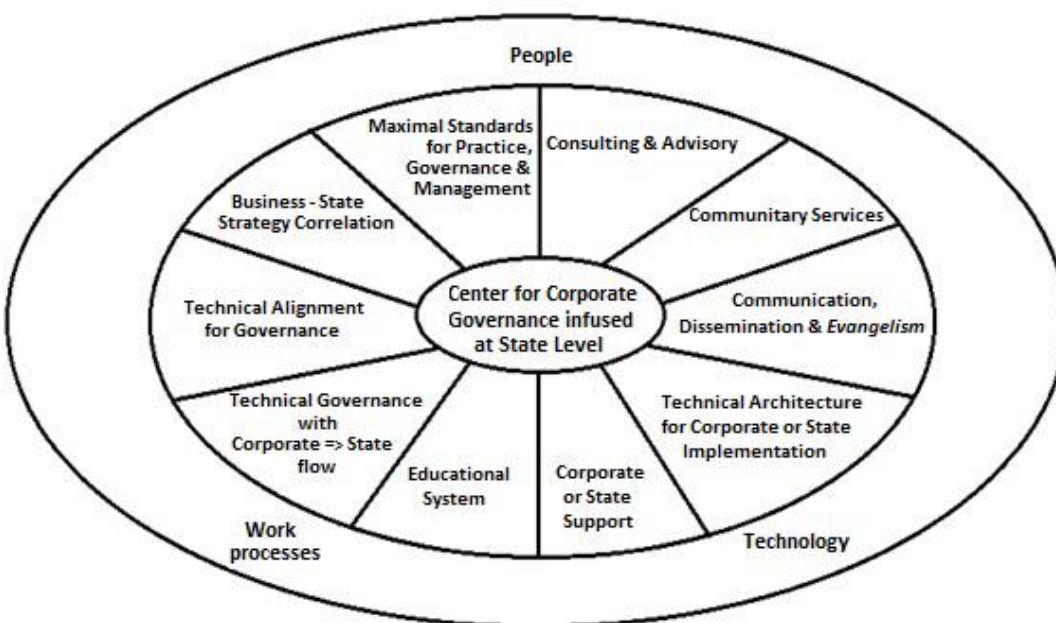 People
Maximal Standards
for Practice,
Governance &
Management
Consulting & Advisory
Business - State
Strategy Correlation
Communitary Services
Technical Alignment
for Governance
Center for Corporate
Governance infused
at State Level
Communication,
Dissemination & Evangelism
Technical Governance
with
Corporate => State
flow
Educational
System
Corporate
or State
Support
Technical Architecture
for Corporate or State
Implementation
Work
processes
Technology